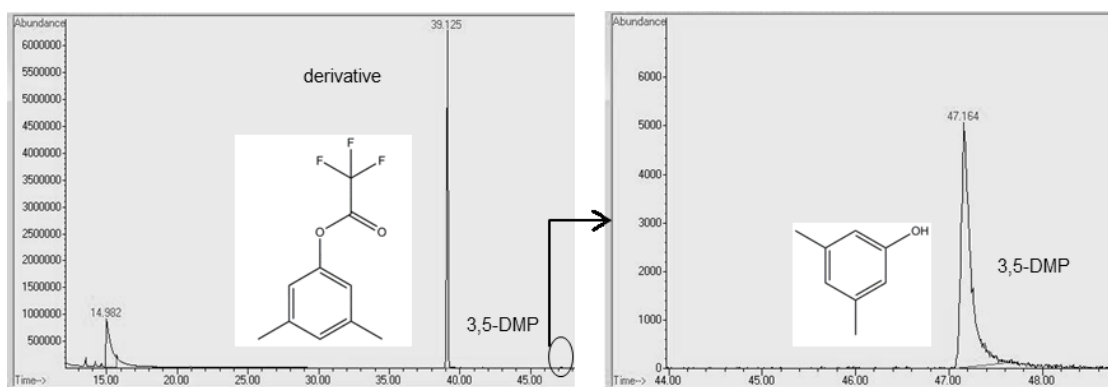 Abundance
6000000
5500000
5000000
4500000
4000000
3500000
3000000
2500000
2000000
1500000
1000000
500000
Time-->
15.00
20.00
25.00
30.00
35.00
40.00
45.00
14.982
39.125
derivative
F
F
F
O
O
3,5-DMP
Abundance
6000
5000
4000
3000
2000
1000
0
Time-->
44.00
45.00
46.00
47.00
48.00
47.164
OH
3,5-DMP